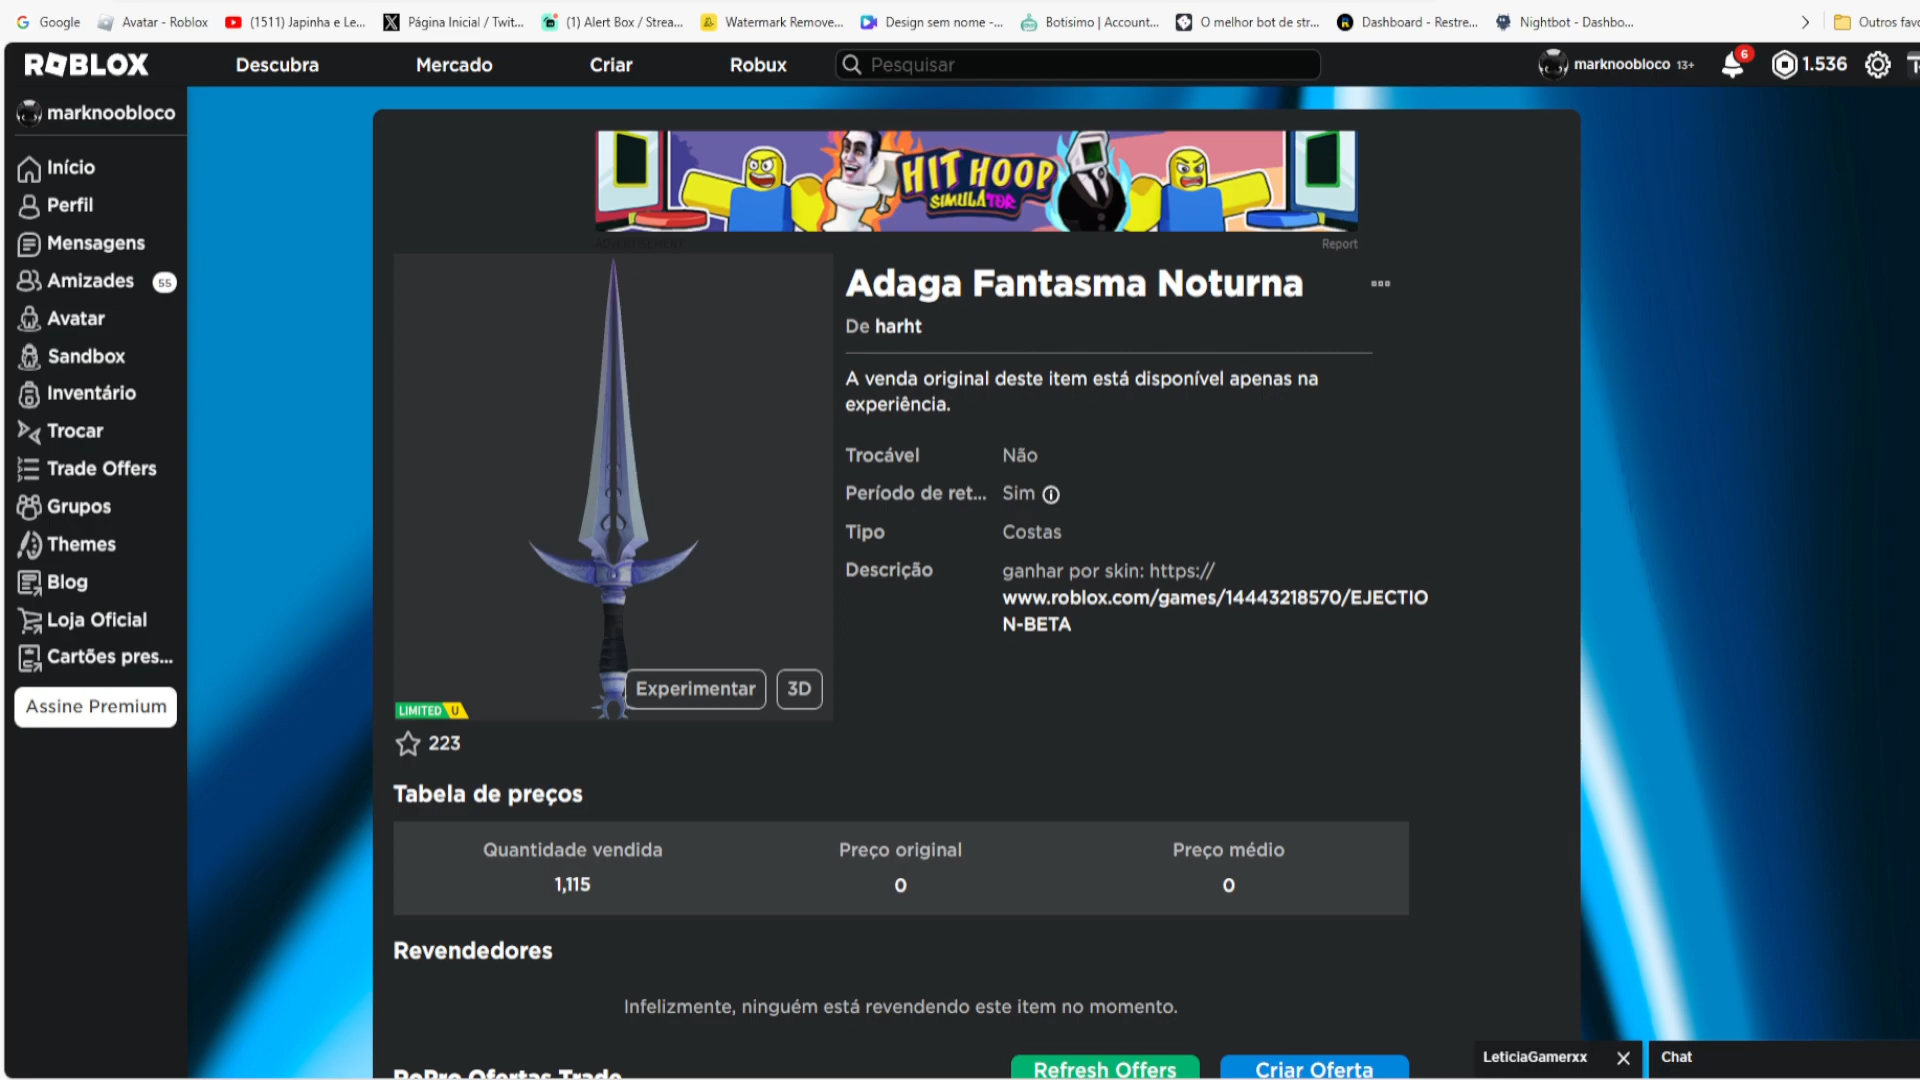 Google
Avatar - Roblox
(1511) Japinha e Le...
Página Inicial / Twit...
(1) Alert Box / Strea...
Watermark Remove...
Design sem nome -...
Botisimo | Account...
O melhor bot de str...
Dashboard - Restre...
Nightbot - Dashbo...
Outros favo
ROBLOX
Descubra
Mercado
Criar
Robux
Pesquisar
marknoobloco 13+
6
1.536
marknoobloco
Início
Perfil
Mensagens
Amizades 55
Avatar
Sandbox
Inventário
Trocar
Trade Offers
Grupos
Themes
Blog
Loja Oficial
Cartões pres...
Assine Premium
HIT HOOP
SIMULATOR
ADVERTISEMENT
Report
Adaga Fantasma Noturna
De harht
A venda original deste item está disponível apenas na
experiência.
Trocável Não
Período de ret... Sim
Tipo Costas
Descrição ganhar por skin: https://
www.roblox.com/games/14443218570/EJECTIO
N-BETA
Experimentar
3D
LIMITED U
223
Tabela de preços
Quantidade vendida Preço original Preço médio
1,115 0 0
Revendedores
Infelizmente, ninguém está revendendo este item no momento.
RoPro Ofertas Trade
Refresh Offers
Criar Oferta
LeticiaGamerxx
Chat